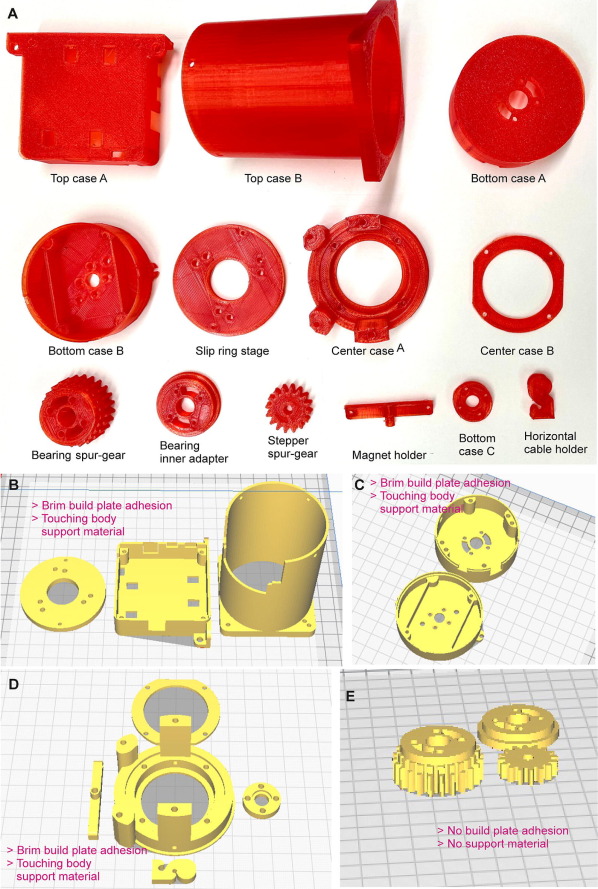 A
Top case A
Top case B
Bottom case A
Bottom case B
Slip ring stage
Center case A
Center case B
Bearing spur-gear
Bearing
inner adapter
Stepper
spur-gear
Magnet holder
Bottom
case C
Horizontal
cable holder
B
> Brim build plate adhesion
> Touching body
support material
C
> Brim build plate adhesion
> Touching body
support material
D
> Brim build plate adhesion
> Touching body
support material
E
> No build plate adhesion
> No support material